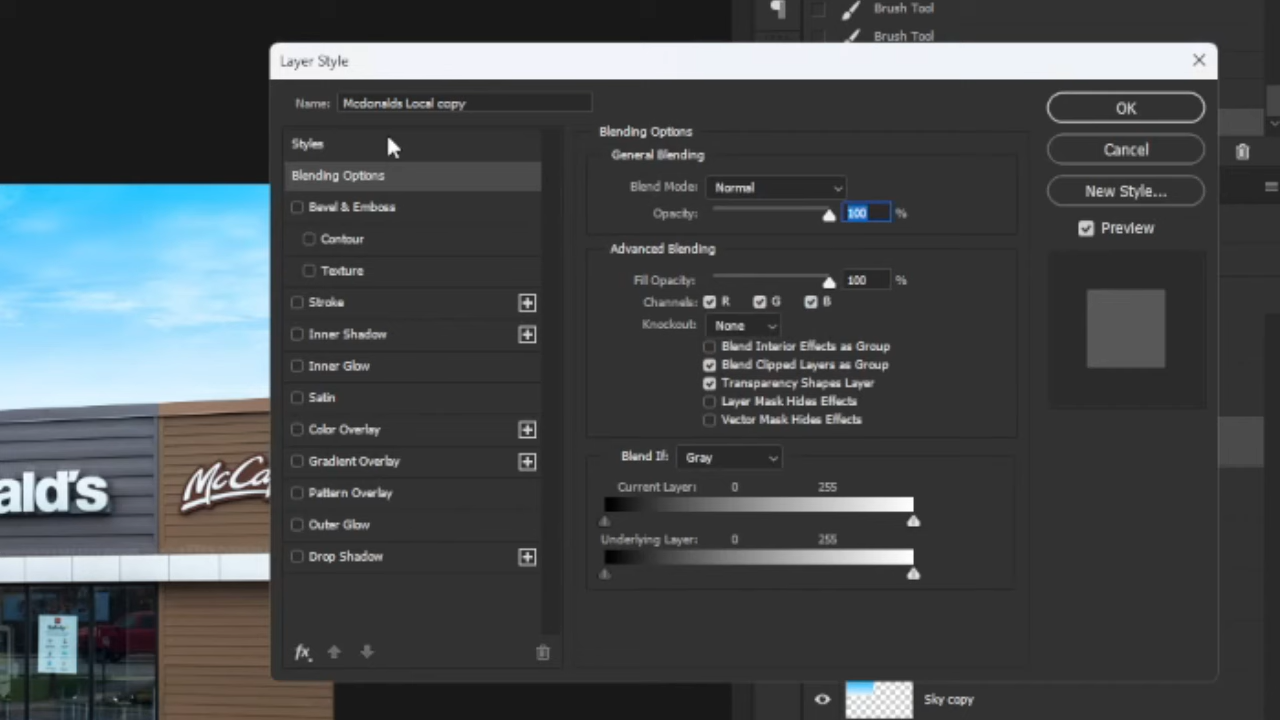 Brush Tool
Brush Tool
Layer Style
Name: Mcdonalds Local copy
Styles
Blending Options
Bevel & Emboss
Contour
Texture
Stroke
Inner Shadow
Inner Glow
Satin
Color Overlay
Gradient Overlay
Pattern Overlay
Outer Glow
Drop Shadow
fx
Blending Options
General Blending
Blend Mode: Normal
Opacity: 100 %
Advanced Blending
Fill Opacity: 100 %
Channels: R G B
Knockout: None
Blend Interior Effects as Group
Blend Clipped Layers as Group
Transparency Shapes Layer
Layer Mask Hides Effects
Vector Mask Hides Effects
Blend If: Gray
Current Layer: 0 255
Underlying Layer: 0 255
OK
Cancel
New Style...
Preview
ald's
McCa
Sky copy